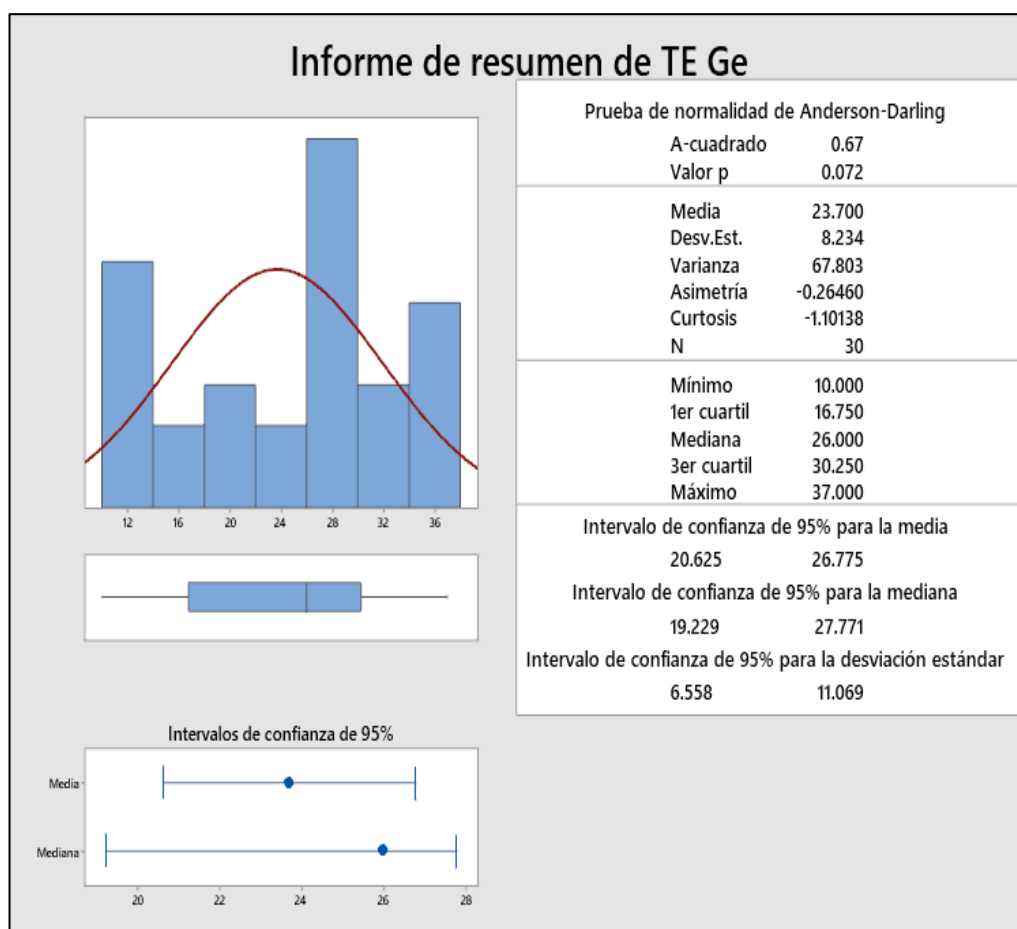 Informe de resumen de TE Ge
Prueba de normalidad de Anderson-Darling
A-cuadrado 0.67
Valor p 0.072
Media 23.700
Desv.Est. 8.234
Varianza 67.803
Asimetría -0.26460
Curtosis -1.10138
N 30
Mínimo 10.000
1er cuartil 16.750
Mediana 26.000
3er cuartil 30.250
Máximo 37.000
Intervalo de confianza de 95% para la media
20.625 26.775
Intervalo de confianza de 95% para la mediana
19.229 27.771
Intervalo de confianza de 95% para la desviación estándar
6.558 11.069
12 16 20 24 28 32 36
Intervalos de confianza de 95%
Media
Mediana
20 22 24 26 28